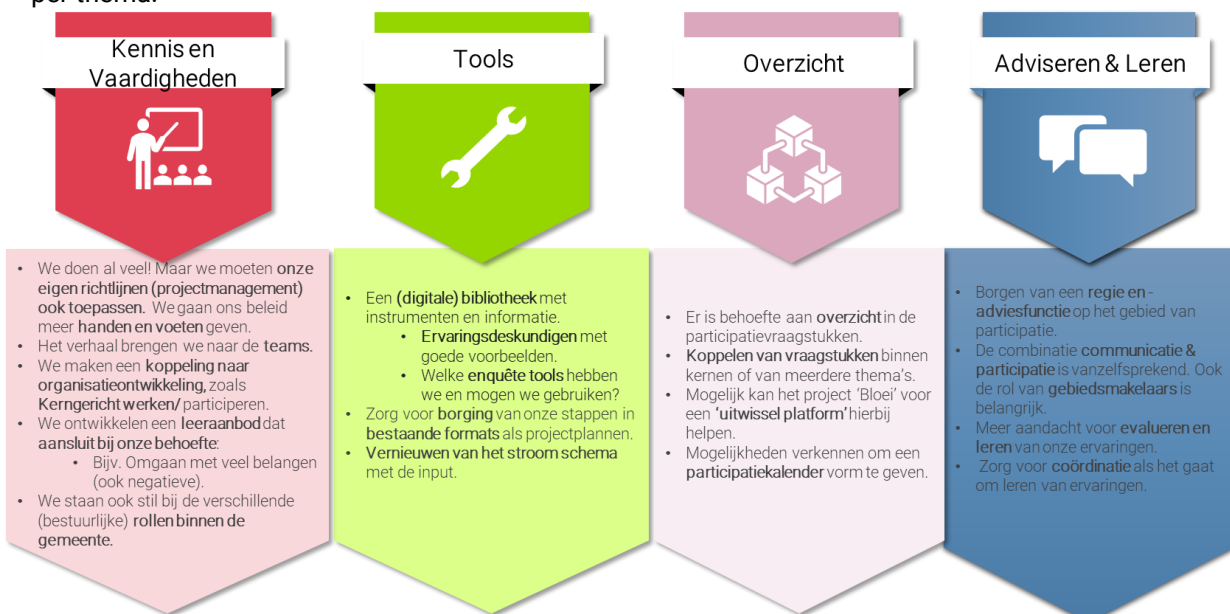 per thema.
Kennis en
Vaardigheden
• We doen al veel! Maar we moeten onze
eigen richtlijnen (projectmanagement)
ook toepassen. We gaan ons beleid
meer handen en voeten geven.
• Het verhaal brengen we naar de teams.
• We maken een koppeling naar
organisatieontwikkeling, zoals
Kerngericht werken/ participeren.
• We ontwikkelen een leeraanbod dat
aansluit bij onze behoefte:
• Bijv. Omgaan met veel belangen
(ook negatieve).
• We staan ook stil bij de verschillende
(bestuurlijke) rollen binnen de
gemeente.
Tools
• Een (digitale) bibliotheek met
instrumenten en informatie.
• Ervaringsdeskundigen met
goede voorbeelden.
• Welke enquête tools hebben
we en mogen we gebruiken?
• Zorg voor borging van onze stappen in
bestaande formats als projectplannen.
• Vernieuwen van het stroom schema
met de input.
Overzicht
• Er is behoefte aan overzicht in de
participatievraagstukken.
• Koppelen van vraagstukken binnen
kernen of van meerdere thema's.
• Mogelijk kan het project 'Bloei' voor
een 'uitwissel platform' hierbij
helpen.
• Mogelijkheden verkennen om een
participatiekalender vorm te geven.
Adviseren & Leren
• Borgen van een regie en -
adviesfunctie op het gebied van
participatie.
• De combinatie communicatie &
participatie is vanzelfsprekend. Ook
de rol van gebiedsmakelaars is
belangrijk.
• Meer aandacht voor evalueren en
leren van onze ervaringen.
• Zorg voor coördinatie als het gaat
om leren van ervaringen.